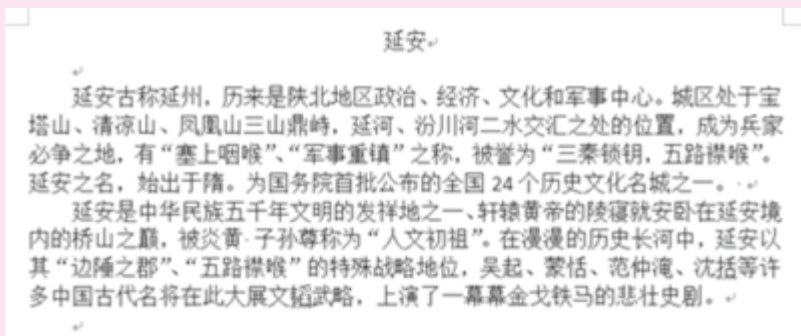 延安
延安古称延州，历来是陕北地区政治、经济、文化和军事中心。城区处于宝
塔山、清凉山、凤凰山三山鼎峙，延河、汾川河二水交汇之处的位置，成为兵家
必争之地，有“塞上咽喉”、“军事重镇”之称，被誉为“三秦锁钥，五路襟喉”。
延安之名，始出于隋。为国务院首批公布的全国 24 个历史文化名城之一。
延安是中华民族五千年文明的发祥地之一、轩辕黄帝的陵寝就安卧在延安境
内的桥山之巅，被炎黄 子孙尊称为“人文初祖”。在漫漫的历史长河中，延安以
其“边陲之郡”、“五路襟喉”的特殊战略地位，吴起、蒙恬、范仲淹、沈括等许
多中国古代名将在此大展文韬武略，上演了一幕幕金戈铁马的悲壮史剧。